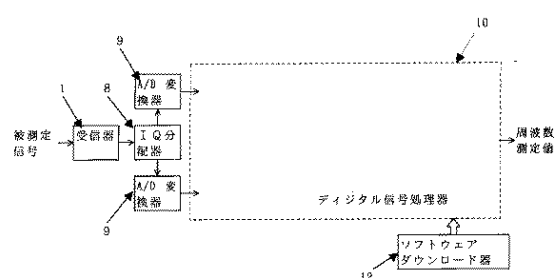 9
10
A/D 変
換器
1
8
被測定
信号
受信器
IQ分
配器
周波数
測定値
A/D 変
換器
ディジタル信号処理器
9
ソフトウェア
ダウンロード器